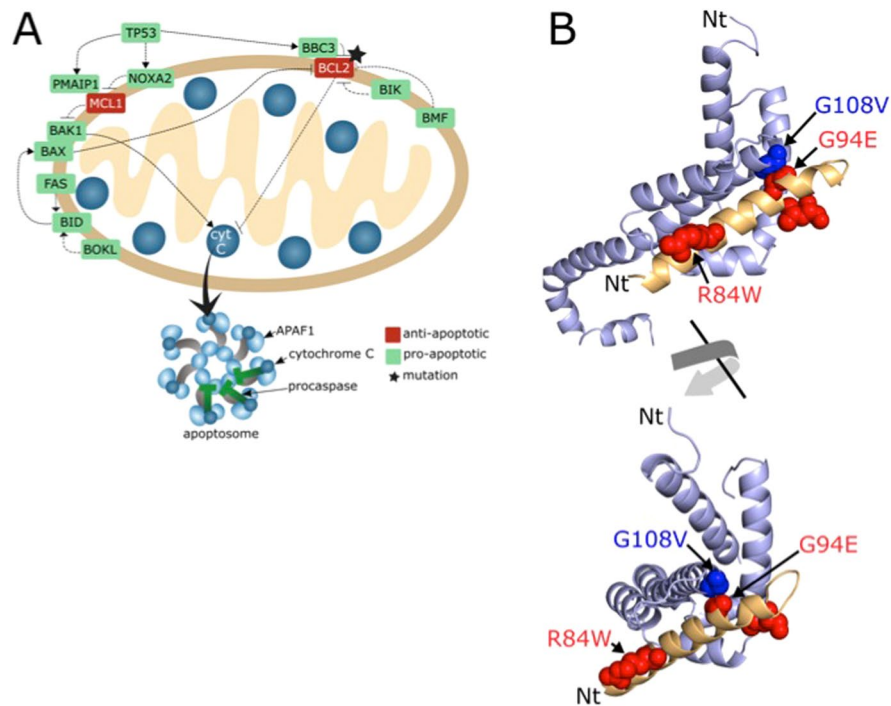 A
TP53
BBC3
PMAIP1
NOXA2
BCL2
MCL1
BIK
BAK1
BMF
BAX
FAS
BID
BOKL
cyt
C
APAF1
cytochrome C
procaspase
apoptosome
anti-apoptotic
pro-apoptotic
mutation
B
Nt
G108V
G94E
Nt
R84W
Nt
G108V
G94E
R84W
Nt